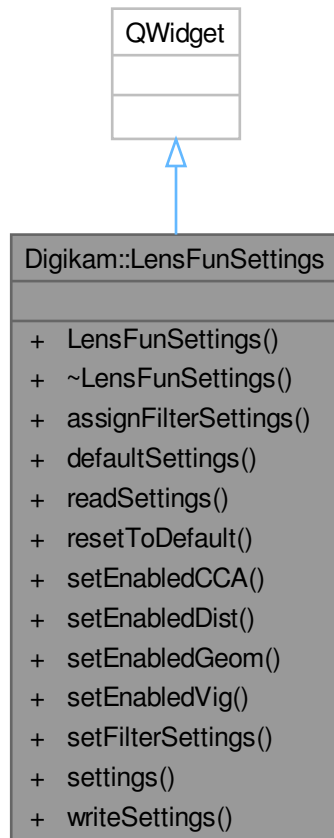 QWidget
Digikam::LensFunSettings
+ LensFunSettings()
+ ~LensFunSettings()
+ assignFilterSettings()
+ defaultSettings()
+ readSettings()
+ resetToDefault()
+ setEnabledCCA()
+ setEnabledDist()
+ setEnabledGeom()
+ setEnabledVig()
+ setFilterSettings()
+ settings()
+ writeSettings()